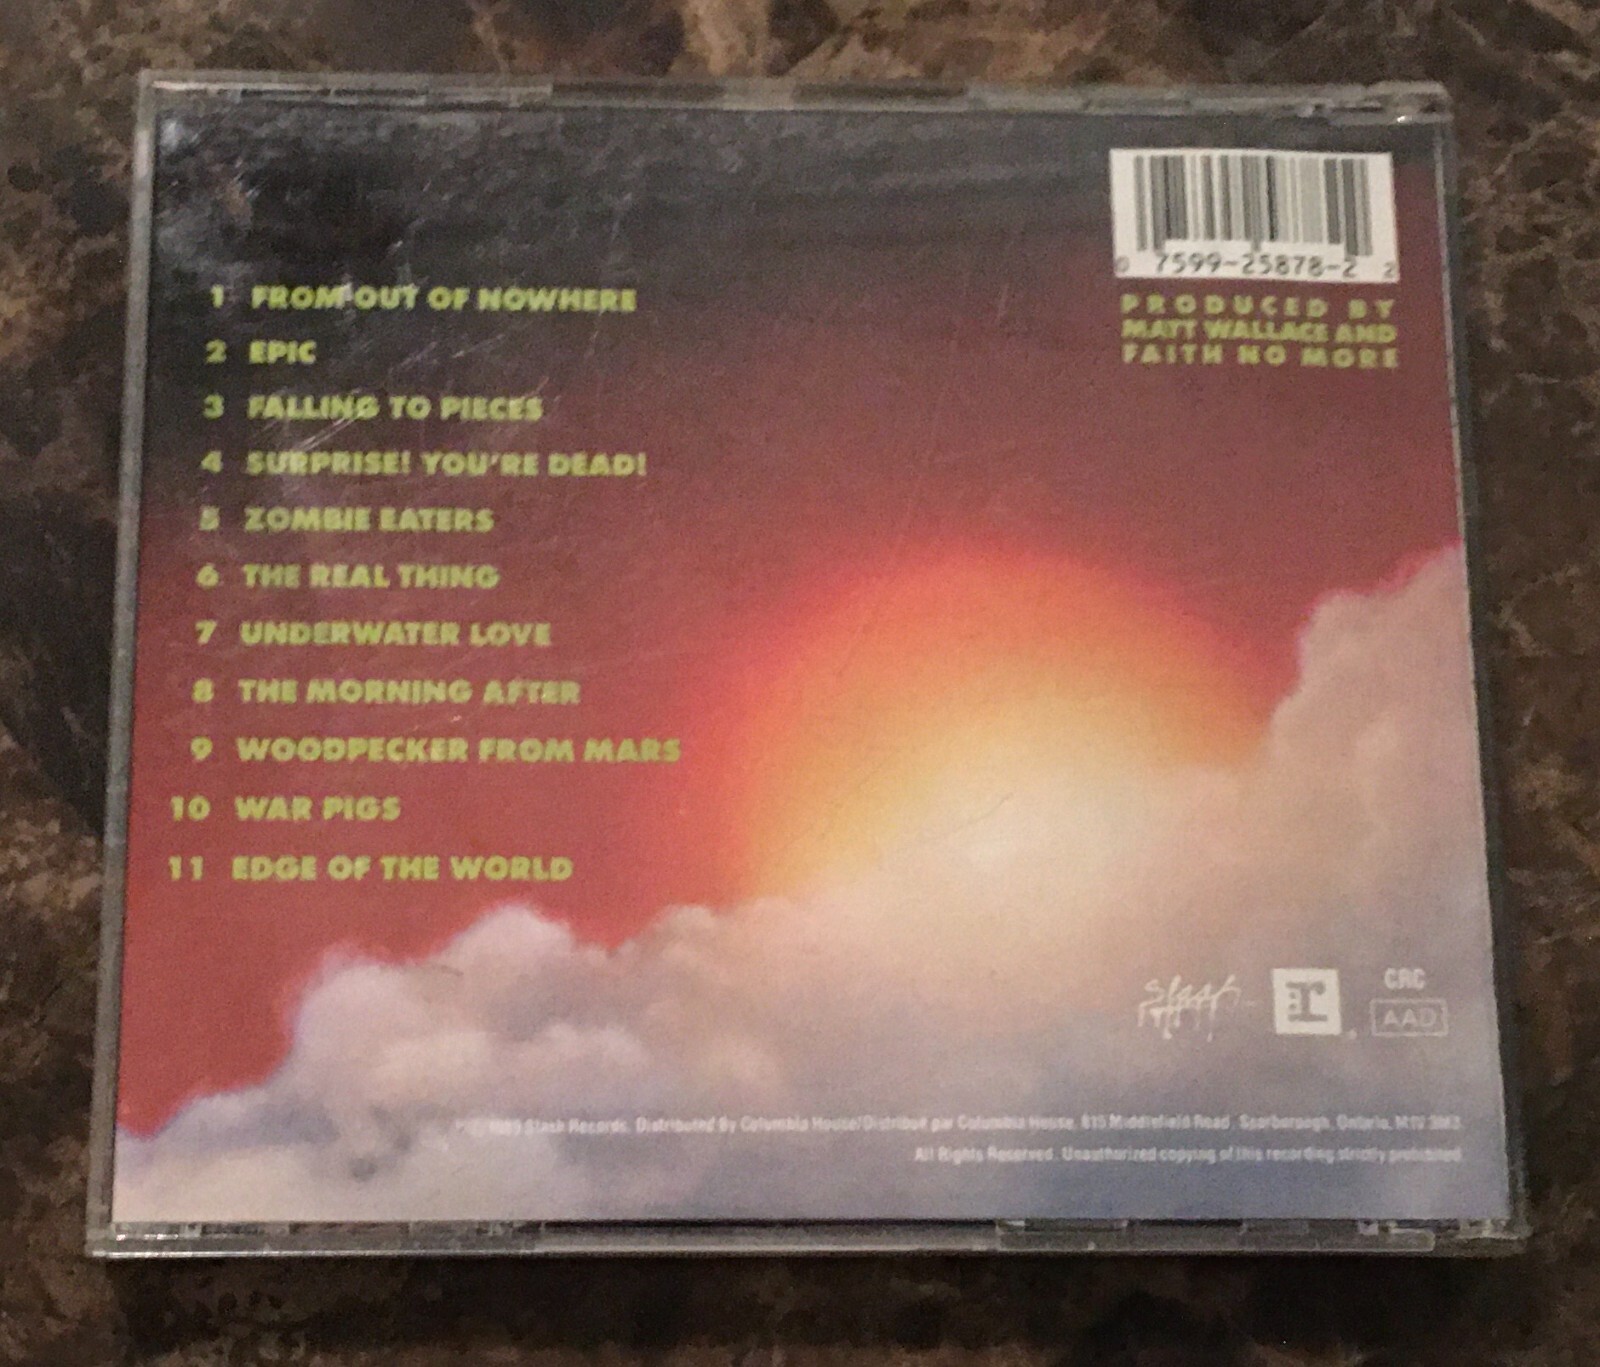 0 7599-25878-2 2
PRODUCED BY
MATT WALLACE AND
FAITH NO MORE
1 FROM OUT OF NOWHERE
2 EPIC
3 FALLING TO PIECES
4 SURPRISE! YOU'RE DEAD!
5 ZOMBIE EATERS
6 THE REAL THING
7 UNDERWATER LOVE
8 THE MORNING AFTER
9 WOODPECKER FROM MARS
10 WAR PIGS
11 EDGE OF THE WORLD
Slash
r
CRC
AAD
1989 Slash Records. Distributed By Columbia House/Distribué par Columbia House, 815 Middlefield Road, Scarborough, Ontario,
All Rights Reserved. Unauthorized copying of this recording strictly prohibited.